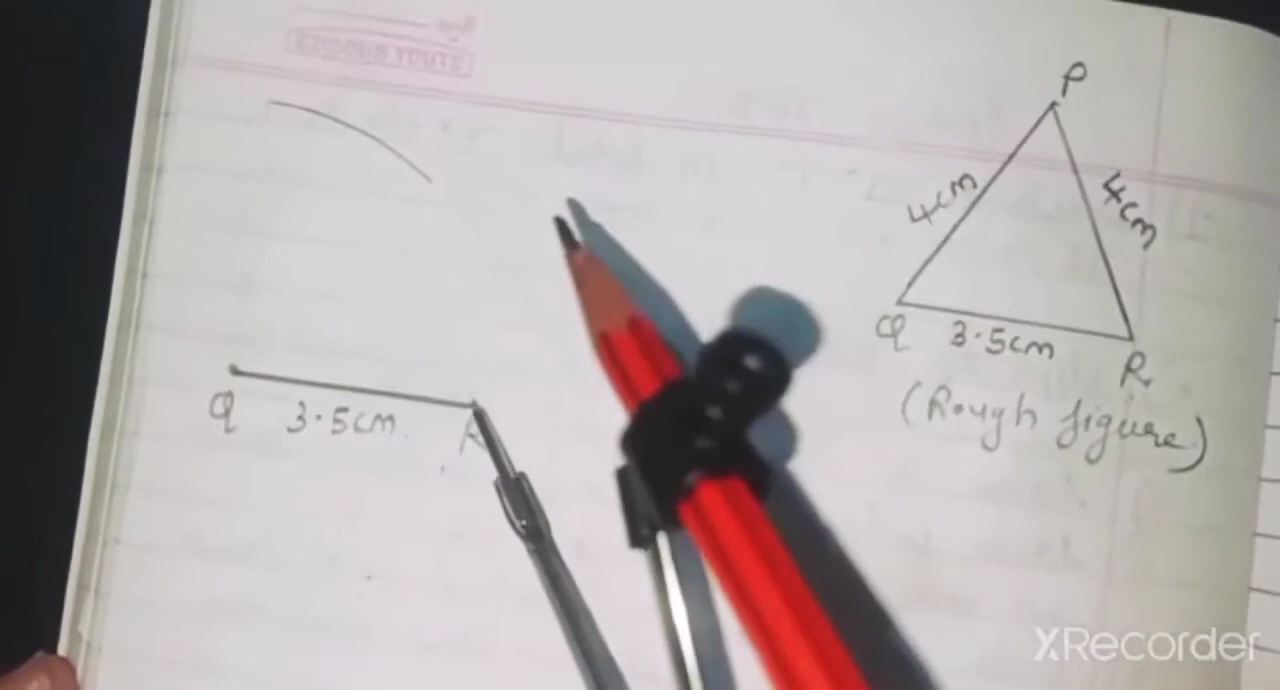 P
4cm
4cm
Q 3.5cm R
(Rough figure)
Q 3.5cm. R
XRecorder